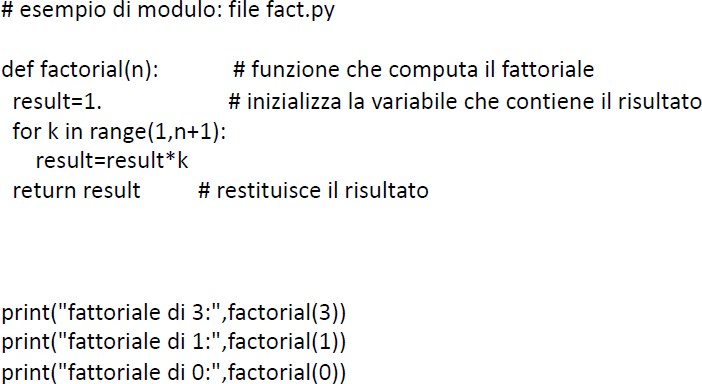 # esempio di modulo: file fact.py
def factorial(n): # funzione che computa il fattoriale
result=1. # inizializza la variabile che contiene il risultato
for k in range(1,n+1):
result=result*k
return result # restituisce il risultato
print("fattoriale di 3:",factorial(3))
print("fattoriale di 1:",factorial(1))
print("fattoriale di 0:",factorial(0))